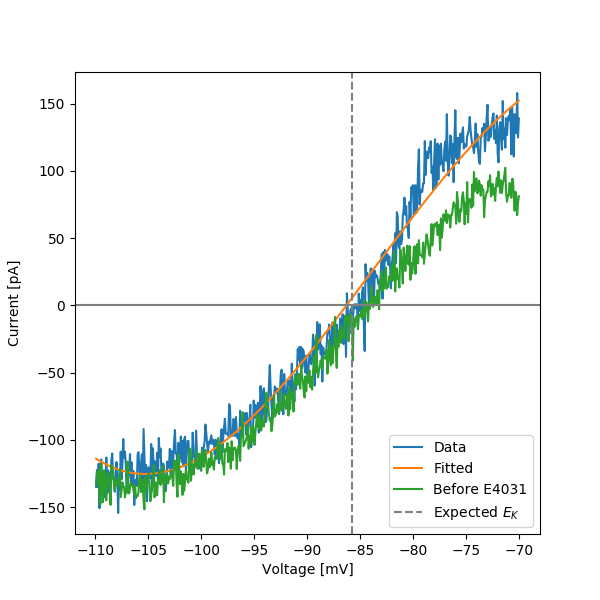 150
100
50
0
−50
−100
−150
Current [pA]
−110 −105 −100 −95 −90 −85 −80 −75 −70
Voltage [mV]
Data
Fitted
Before E4031
Expected E_K